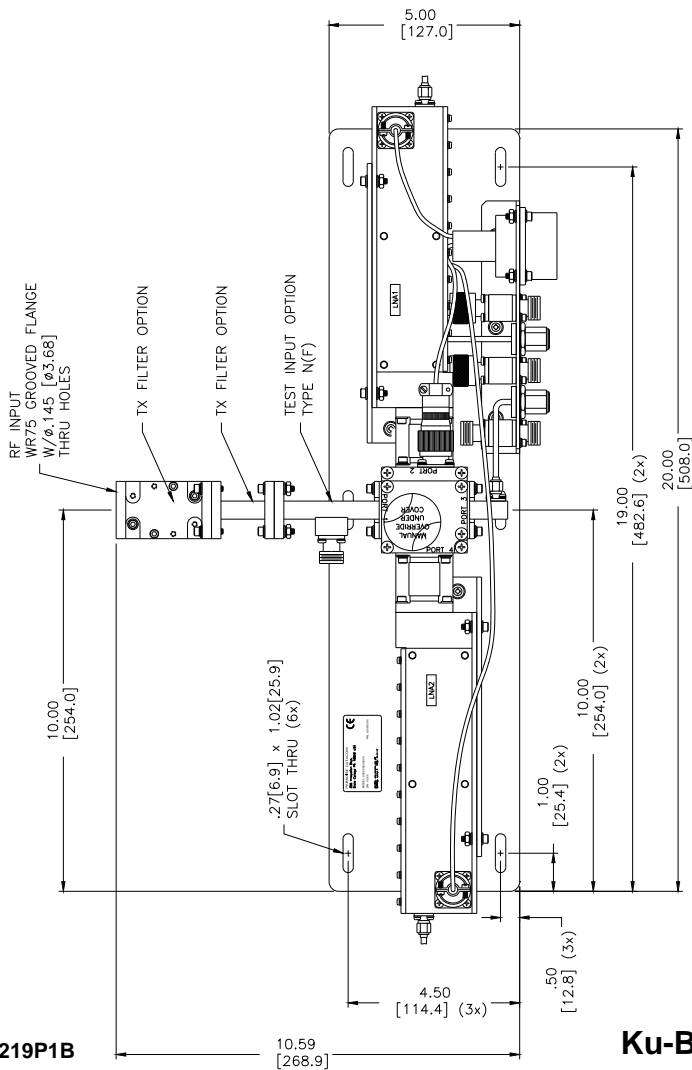 RF INPUT
WR75 GROOVED FLANGE
W/ø.145 [ø3.68]
THRU HOLES
TX FILTER OPTION
TX FILTER OPTION
TEST INPUT OPTION
TYPE N(F)
5.00
[127.0]
10.00
[254.0]
LNA1
PORT
PORT 2
PORT 3
PORT 4
MANUAL
OVERRIDE
UNDER
COVER
LNA2
CE
.27[6.9] x 1.02[25.9]
SLOT THRU (6x)
20.00
[508.0]
19.00
[482.6] (2x)
10.00
[254.0] (2x)
1.00
[25.4] (2x)
.50
[12.8] (3x)
4.50
[114.4] (3x)
10.59
[268.9]
219P1B
Ku-B